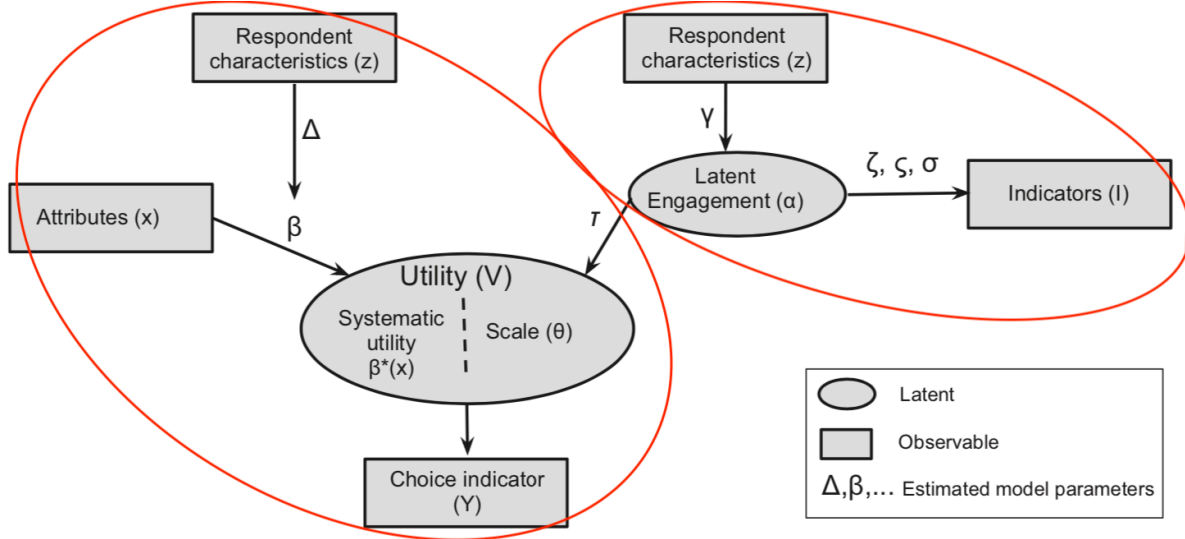 Respondent
characteristics (z)
Respondent
characteristics (z)
Δ
γ
Attributes (x)
β
Latent
Engagement (α)
ζ, ς, σ
Indicators (I)
τ
Utility (V)
Systematic
utility
β*(x)
Scale (θ)
Choice indicator
(Y)
Latent
Observable
Δ,β,... Estimated model parameters